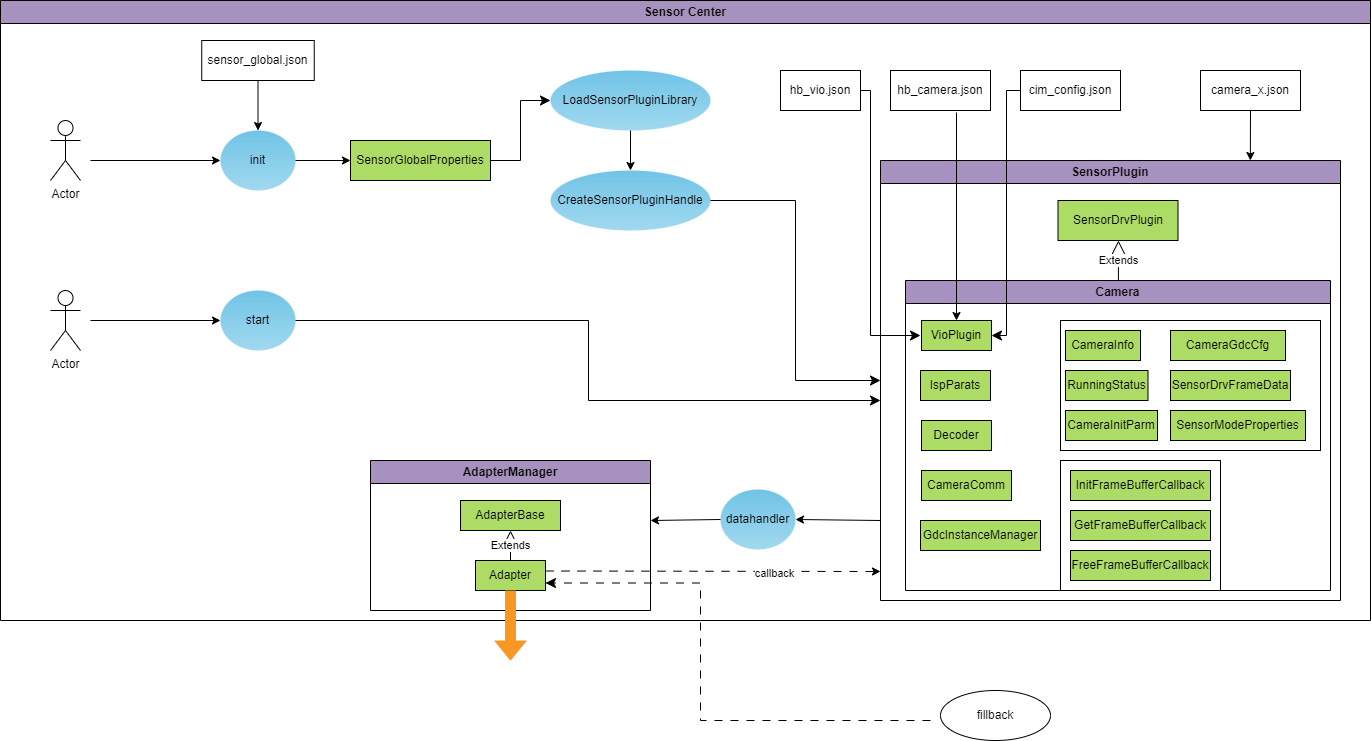 Sensor Center
sensor_global.json
LoadSensorPluginLibrary
hb_vio.json
hb_camera.json
cim_config.json
camera_x.json
init
SensorGlobalProperties
Actor
CreateSensorPluginHandle
SensorPlugin
SensorDrvPlugin
Extends
Camera
start
Actor
VioPlugin
CameraInfo
CameraGdcCfg
IspParats
RunningStatus
SensorDrvFrameData
Decoder
CameraInitParm
SensorModeProperties
AdapterManager
CameraComm
InitFrameBufferCallback
AdapterBase
datahandler
GetFrameBufferCallback
GdcInstanceManager
Extends
FreeFrameBufferCallback
Adapter
callback
fillback